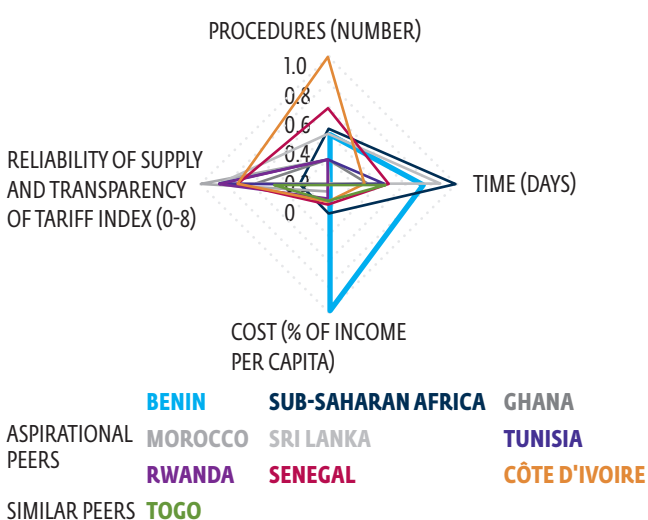 PROCEDURES (NUMBER)
1.0
0.8
0.6
0.4
0.2
0
RELIABILITY OF SUPPLY
AND TRANSPARENCY
OF TARIFF INDEX (0-8)
TIME (DAYS)
COST (% OF INCOME
PER CAPITA)
BENIN SUB-SAHARAN AFRICA GHANA
ASPIRATIONAL
PEERS
MOROCCO SRI LANKA TUNISIA
RWANDA SENEGAL CÔTE D'IVOIRE
SIMILAR PEERS TOGO